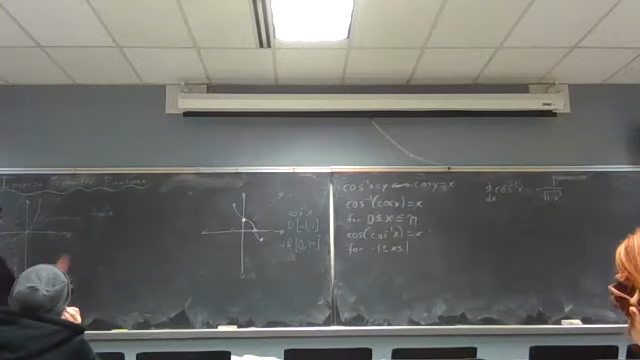 Inverse Trigonometric Functions
cos⁻¹x
D [-1, 1]
R [0, π]
cos⁻¹x = y ⟷ cos y = x
cos⁻¹(cos x) = x
for 0 ≤ x ≤ π
cos(cos⁻¹x) = x
for -1 ≤ x ≤ 1
d/dx cos⁻¹x = -1/√(1-x²)